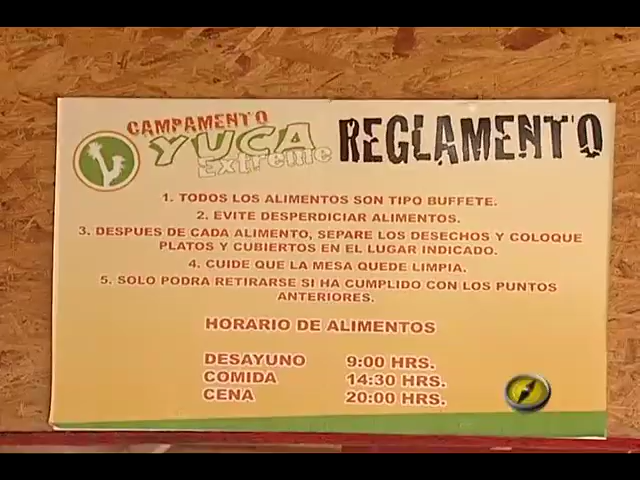 CAMPAMENTO
YUCA
Extreme
REGLAMENTO
1. TODOS LOS ALIMENTOS SON TIPO BUFFETE.
2. EVITE DESPERDICIAR ALIMENTOS.
3. DESPUES DE CADA ALIMENTO, SEPARE LOS DESECHOS Y COLOQUE
PLATOS Y CUBIERTOS EN EL LUGAR INDICADO.
4. CUIDE QUE LA MESA QUEDE LIMPIA.
5. SOLO PODRA RETIRARSE SI HA CUMPLIDO CON LOS PUNTOS
ANTERIORES.
HORARIO DE ALIMENTOS
DESAYUNO 9:00 HRS.
COMIDA 14:30 HRS.
CENA 20:00 HRS.